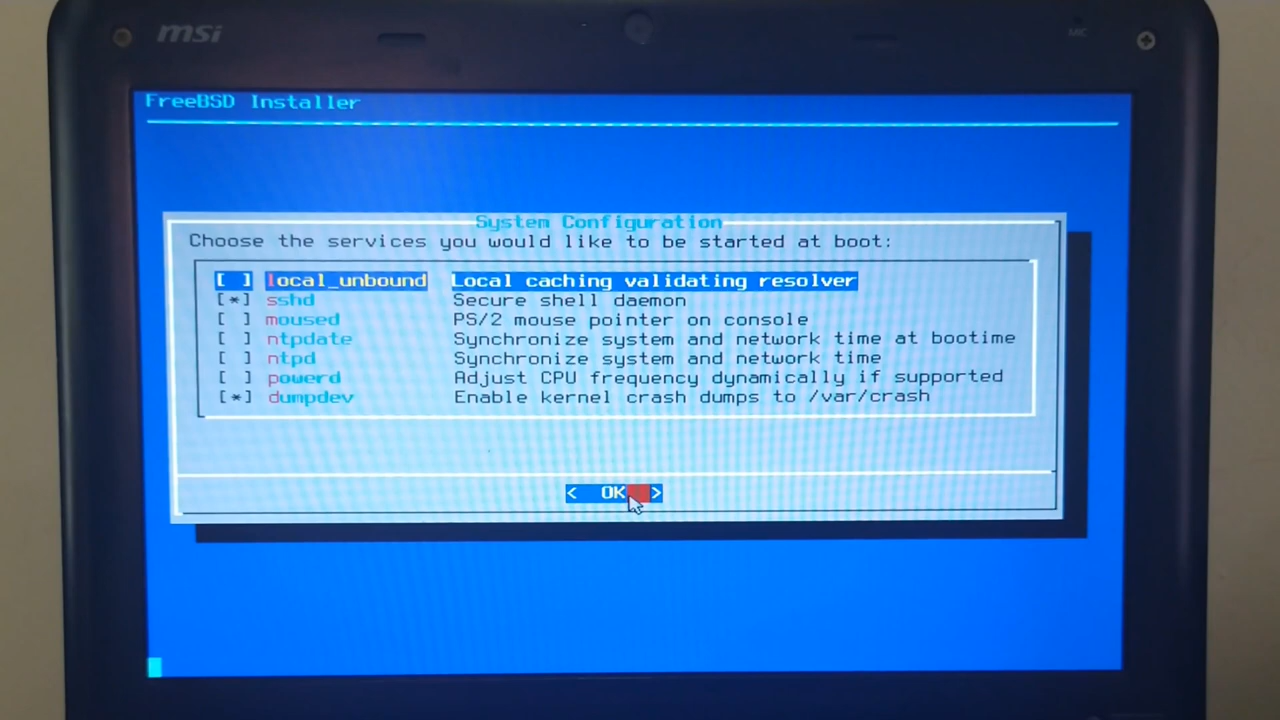 msi
MIC
FreeBSD Installer
System Configuration
Choose the services you would like to be started at boot:
[ ] local_unbound Local caching validating resolver
[*] sshd Secure shell daemon
[ ] moused PS/2 mouse pointer on console
[ ] ntpdate Synchronize system and network time at bootime
[ ] ntpd Synchronize system and network time
[ ] powerd Adjust CPU frequency dynamically if supported
[*] dumpdev Enable kernel crash dumps to /var/crash
< OK >